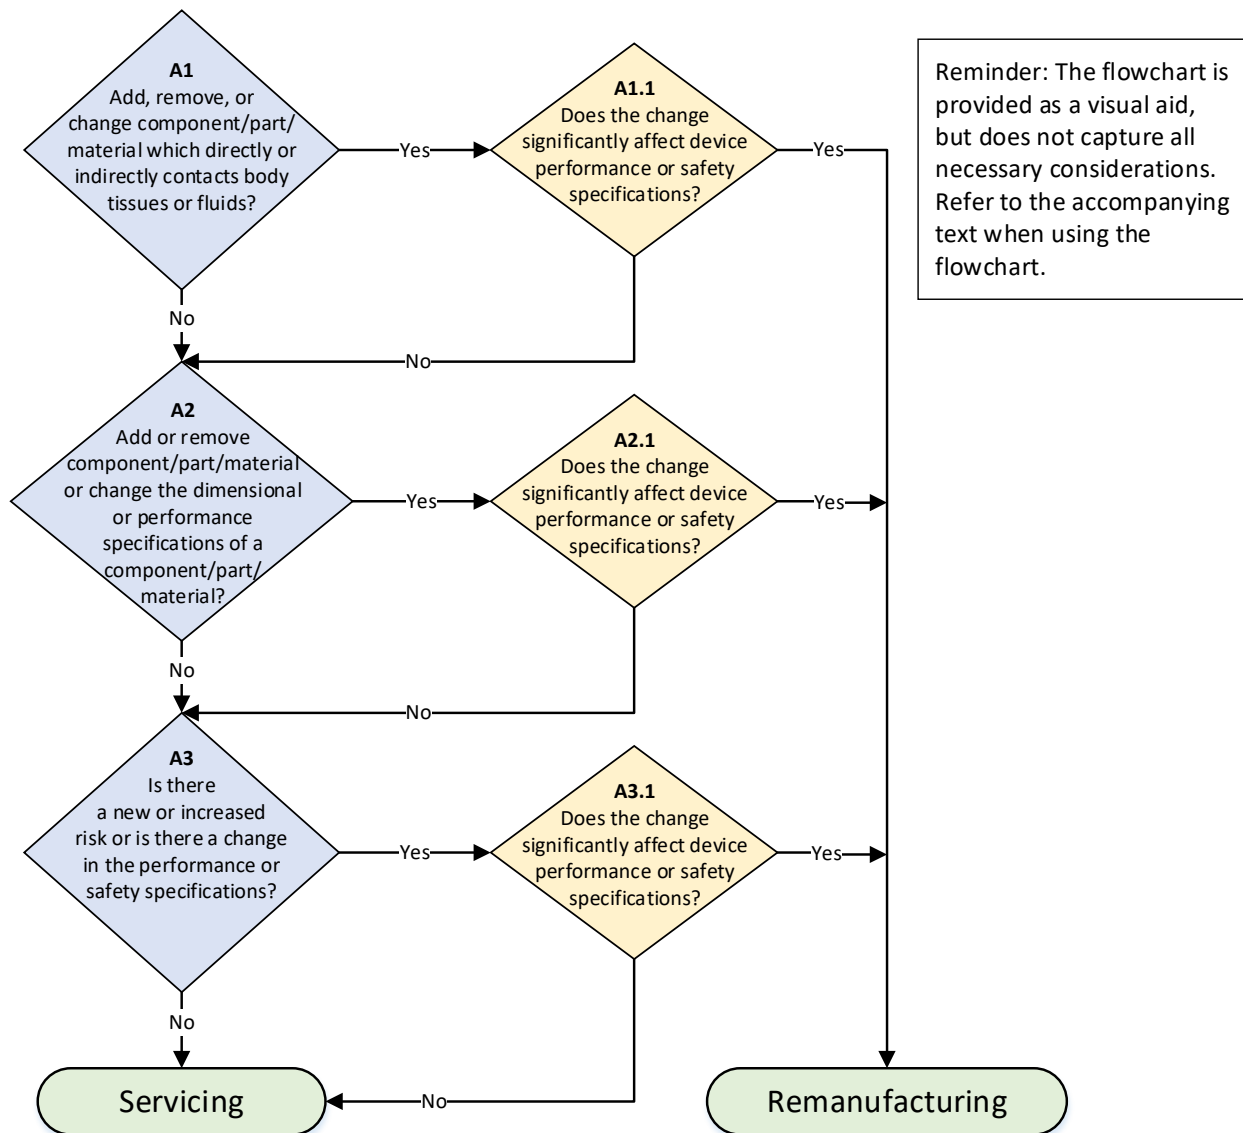 A1
Add, remove, or
change component/part/
material which directly or
indirectly contacts body
tissues or fluids?
Yes
A1.1
Does the change
significantly affect device
performance or safety
specifications?
Yes
Reminder: The flowchart is
provided as a visual aid,
but does not capture all
necessary considerations.
Refer to the accompanying
text when using the
flowchart.
No
No
A2
Add or remove
component/part/material
or change the dimensional
or performance
specifications of a
component/part/
material?
Yes
A2.1
Does the change
significantly affect device
performance or safety
specifications?
Yes
No
No
A3
Is there
a new or increased
risk or is there a change
in the performance or
safety specifications?
Yes
A3.1
Does the change
significantly affect device
performance or safety
specifications?
Yes
No
No
Servicing
Remanufacturing